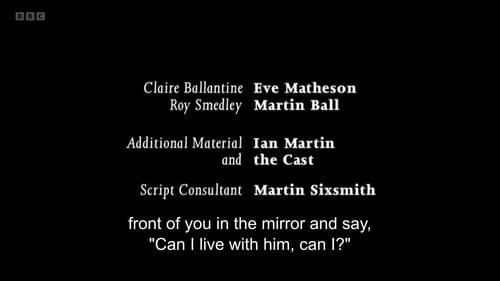 BBC
Claire Ballantine Eve Matheson
Roy Smedley Martin Ball
Additional Material Ian Martin
and the Cast
Script Consultant Martin Sixsmith
front of you in the mirror and say,
"Can I live with him, can I?"